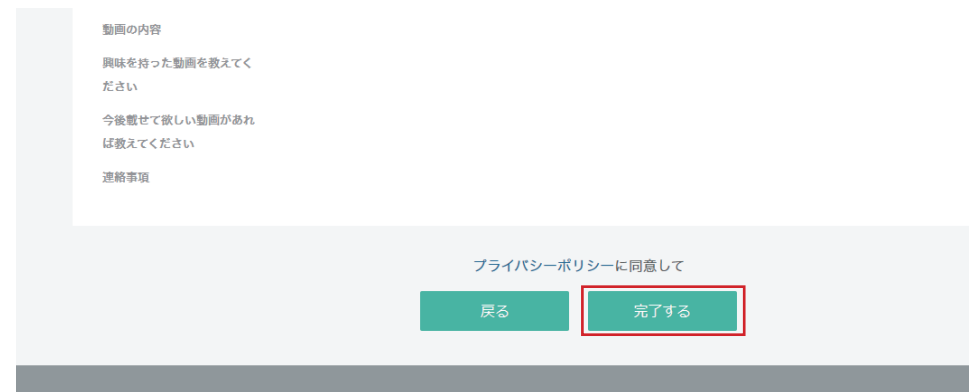 動画の内容
興味を持った動画を教えてく
ださい
今後載せて欲しい動画があれ
ば教えてください
連絡事項
プライバシーポリシーに同意して
戻る 完了する